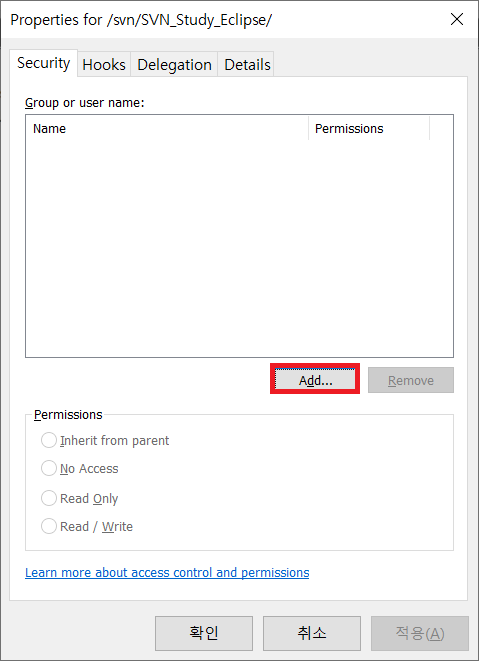 Properties for /svn/SVN_Study_Eclipse/
Security Hooks Delegation Details
Group or user name:
Name Permissions
Add... Remove
Permissions
Inherit from parent
No Access
Read Only
Read / Write
Learn more about access control and permissions
확인 취소 적용(A)